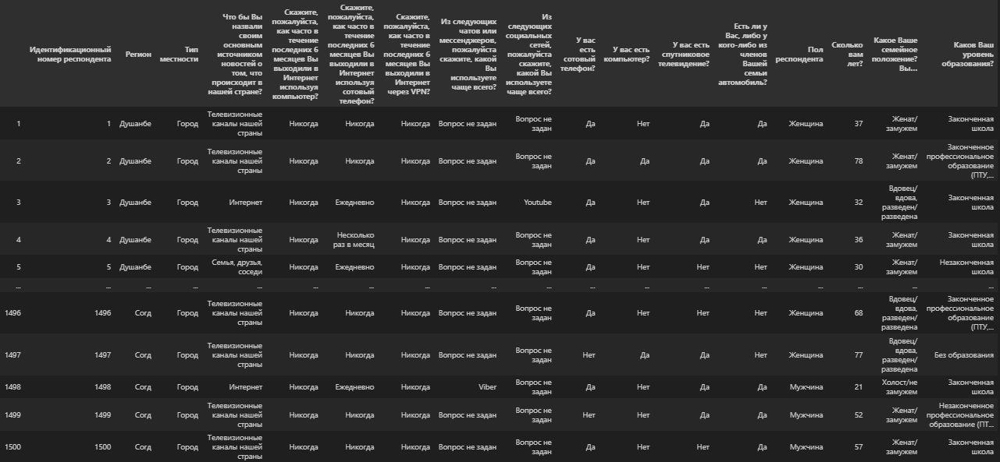 Идентификационный номер респондента
Регион
Тип местности
Что бы Вы назвали своим основным источником новостей о том, что происходит в нашей стране?
Скажите, пожалуйста, как часто в течение последних 6 месяцев Вы выходили в Интернет используя компьютер?
Скажите, пожалуйста, как часто в течение последних 6 месяцев Вы выходили в Интернет используя сотовый телефон?
Скажите, пожалуйста, как часто в течение последних 6 месяцев Вы выходили в Интернет через VPN?
Из следующих чатов или мессенджеров, пожалуйста скажите, какой Вы используете чаще всего?
Из следующих социальных сетей, пожалуйста скажите, какой Вы используете чаще всего?
У вас есть сотовый телефон?
У вас есть компьютер?
У вас есть спутниковое телевидение?
Есть ли у Вас, либо у кого-либо из членов Вашей семьи автомобиль?
Пол респондента
Сколько вам лет?
Какое Ваше семейное положение? Вы...
Каков Ваш уровень образования?
1 1 Душанбе Город Телевизионные каналы нашей страны Никогда Никогда Никогда Вопрос не задан Вопрос не задан Да Нет Да Да Женщина 37 Женат/замужем Законченная школа
2 2 Душанбе Город Телевизионные каналы нашей страны Никогда Никогда Никогда Вопрос не задан Вопрос не задан Да Да Да Да Женщина 78 Женат/замужем Законченное профессиональное образование (ПТУ,...
3 3 Душанбе Город Интернет Никогда Ежедневно Никогда Вопрос не задан Youtube Да Нет Да Нет Женщина 32 Вдовец/вдова, разведен/разведена Законченная школа
4 4 Душанбе Город Телевизионные каналы нашей страны Никогда Несколько раз в месяц Никогда Вопрос не задан Вопрос не задан Да Нет Да Да Женщина 36 Женат/замужем Законченная школа
5 5 Душанбе Город Семья, друзья, соседи Никогда Ежедневно Никогда Вопрос не задан Вопрос не задан Да Нет Нет Нет Женщина 30 Женат/замужем Незаконченная школа
... ... ... ... ... ... ... ... ... ... ... ... ... ... ... ... ... ...
1496 1496 Согд Город Телевизионные каналы нашей страны Никогда Никогда Никогда Вопрос не задан Вопрос не задан Да Нет Нет Нет Женщина 68 Вдовец/вдова, разведен/разведена Законченное профессиональное образование (ПТУ,...
1497 1497 Согд Город Телевизионные каналы нашей страны Никогда Никогда Никогда Вопрос не задан Вопрос не задан Нет Да Да Нет Женщина 77 Вдовец/вдова, разведен/разведена Без образования
1498 1498 Согд Город Интернет Никогда Ежедневно Никогда Viber Вопрос не задан Да Нет Да Да Мужчина 21 Холост/не замужем Законченная школа
1499 1499 Согд Город Телевизионные каналы нашей страны Никогда Никогда Никогда Вопрос не задан Вопрос не задан Нет Нет Да Да Мужчина 52 Женат/замужем Незаконченное профессиональное образование (ПТ...
1500 1500 Согд Город Телевизионные каналы нашей страны Никогда Никогда Никогда Вопрос не задан Вопрос не задан Да Нет Нет Да Мужчина 57 Женат/замужем Законченная школа